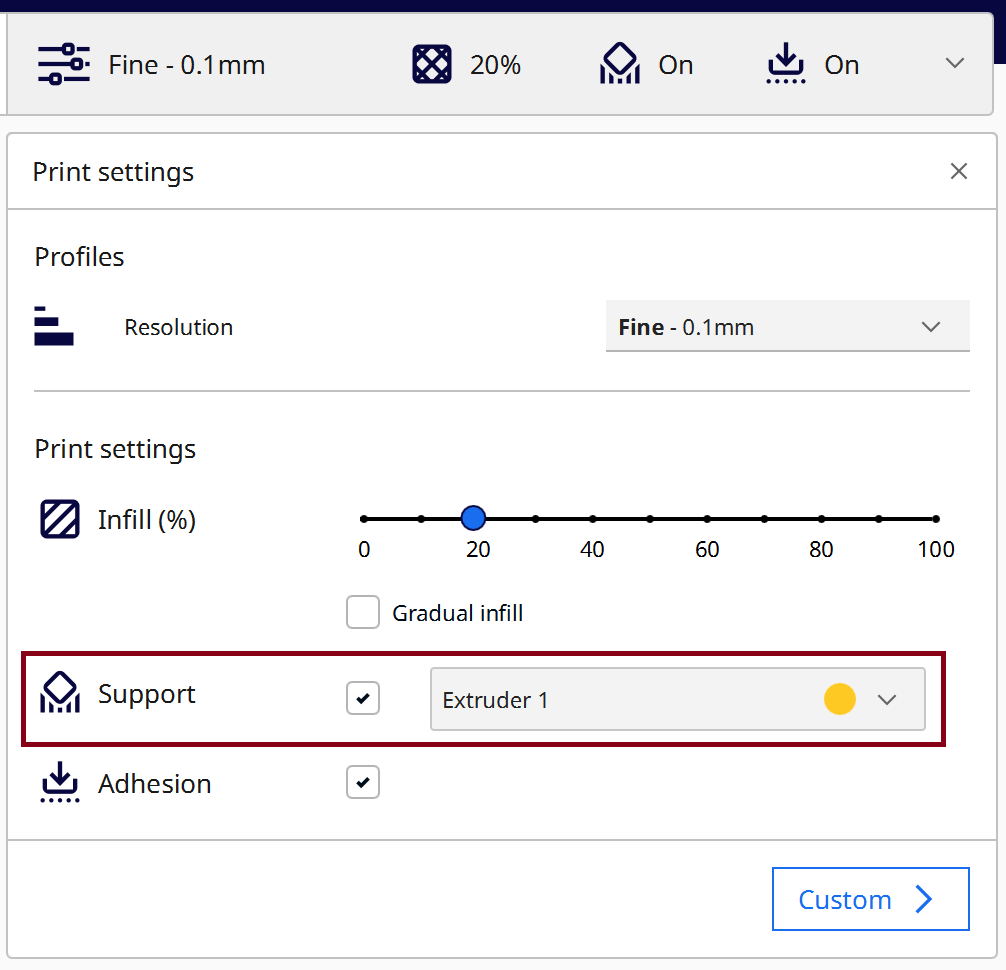 Fine - 0.1mm 20% On On
Print settings
Profiles
Resolution Fine - 0.1mm
Print settings
Infill (%)
0 20 40 60 80 100
Gradual infill
Support Extruder 1
Adhesion
Custom